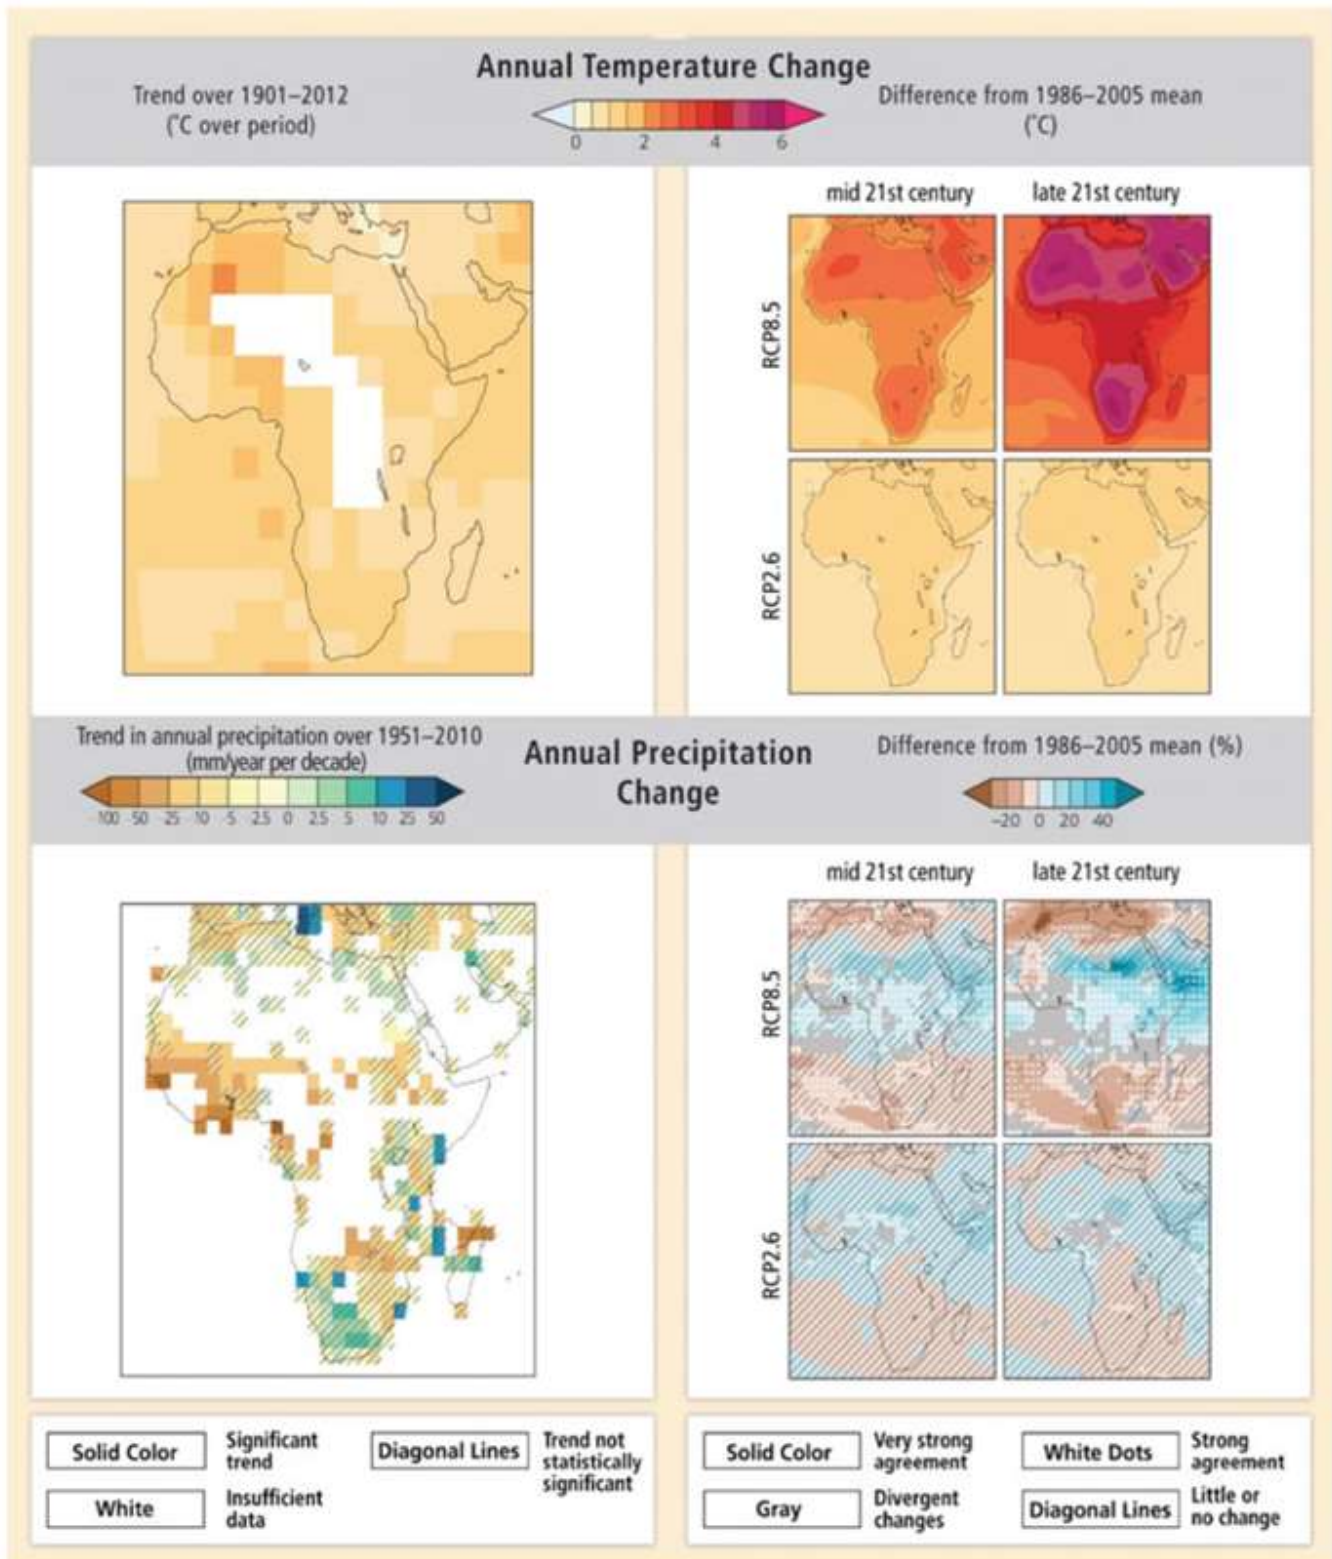 Annual Temperature Change
Trend over 1901–2012
(˚C over period)
0 2 4 6
Difference from 1986–2005 mean
(˚C)
mid 21st century
late 21st century
RCP8.5
RCP2.6
Trend in annual precipitation over 1951–2010
(mm/year per decade)
100 50 25 10 5 2.5 0 2.5 5 10 25 50
Annual Precipitation
Change
Difference from 1986–2005 mean (%)
–20 0 20 40
mid 21st century
late 21st century
RCP8.5
RCP2.6
Solid Color
Significant
trend
Diagonal Lines
Trend not
statistically
significant
White
Insufficient
data
Solid Color
Very strong
agreement
White Dots
Strong
agreement
Gray
Divergent
changes
Diagonal Lines
Little or
no change